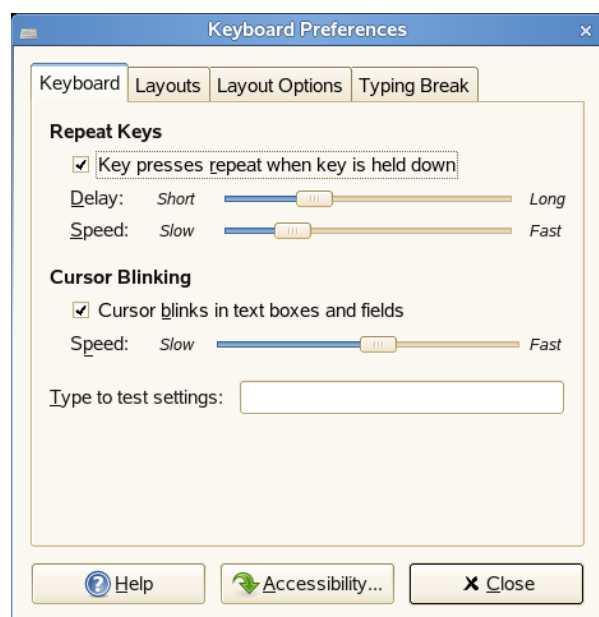 Keyboard Preferences
Keyboard Layouts Layout Options Typing Break
Repeat Keys
Key presses repeat when key is held down
Delay: Short Long
Speed: Slow Fast
Cursor Blinking
Cursor blinks in text boxes and fields
Speed: Slow Fast
Type to test settings:
Help Accessibility... Close